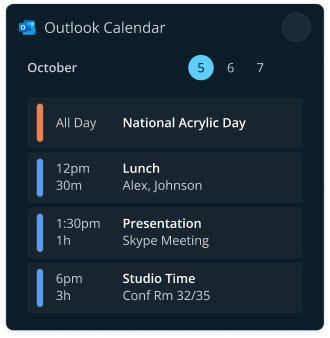 Outlook Calendar
October 5 6 7
All Day National Acrylic Day
12pm Lunch
30m Alex, Johnson
1:30pm Presentation
1h Skype Meeting
6pm Studio Time
3h Conf Rm 32/35